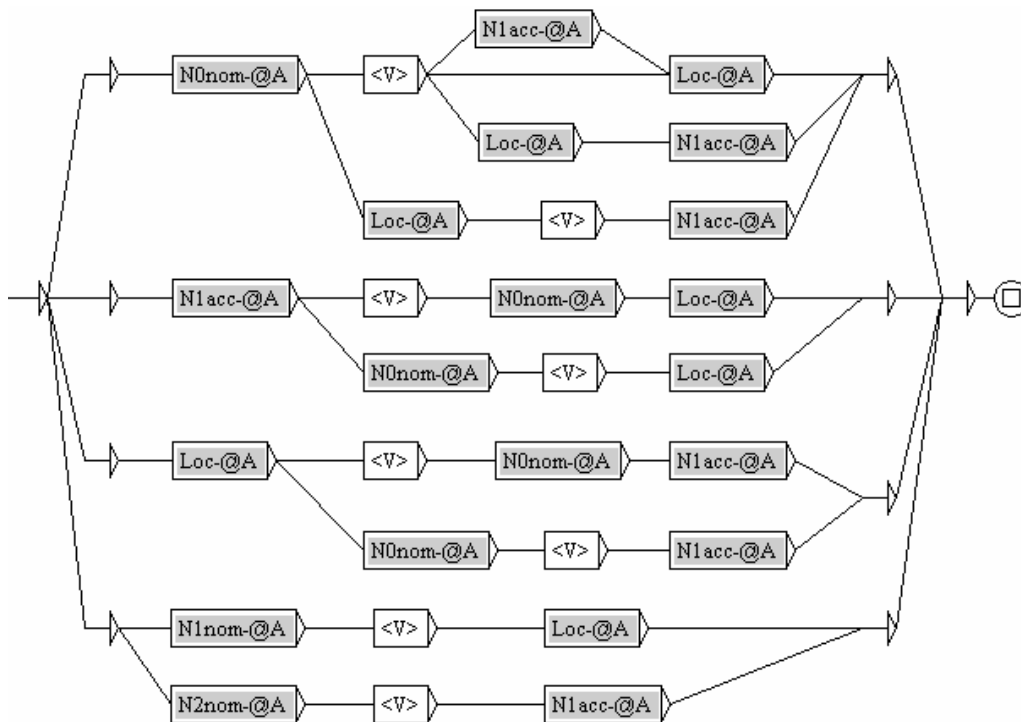 N1acc-@A
N0nom-@A <V> Loc-@A
Loc-@A N1acc-@A
Loc-@A <V> N1acc-@A
N1acc-@A <V> N0nom-@A Loc-@A
N0nom-@A <V> Loc-@A
Loc-@A <V> N0nom-@A N1acc-@A
N0nom-@A <V> N1acc-@A
N1nom-@A <V> Loc-@A
N2nom-@A <V> N1acc-@A